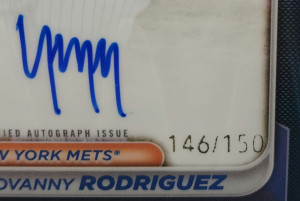 IED AUTOGRAPH ISSUE
146/150
W YORK METS®
OVANNY RODRIGUEZ